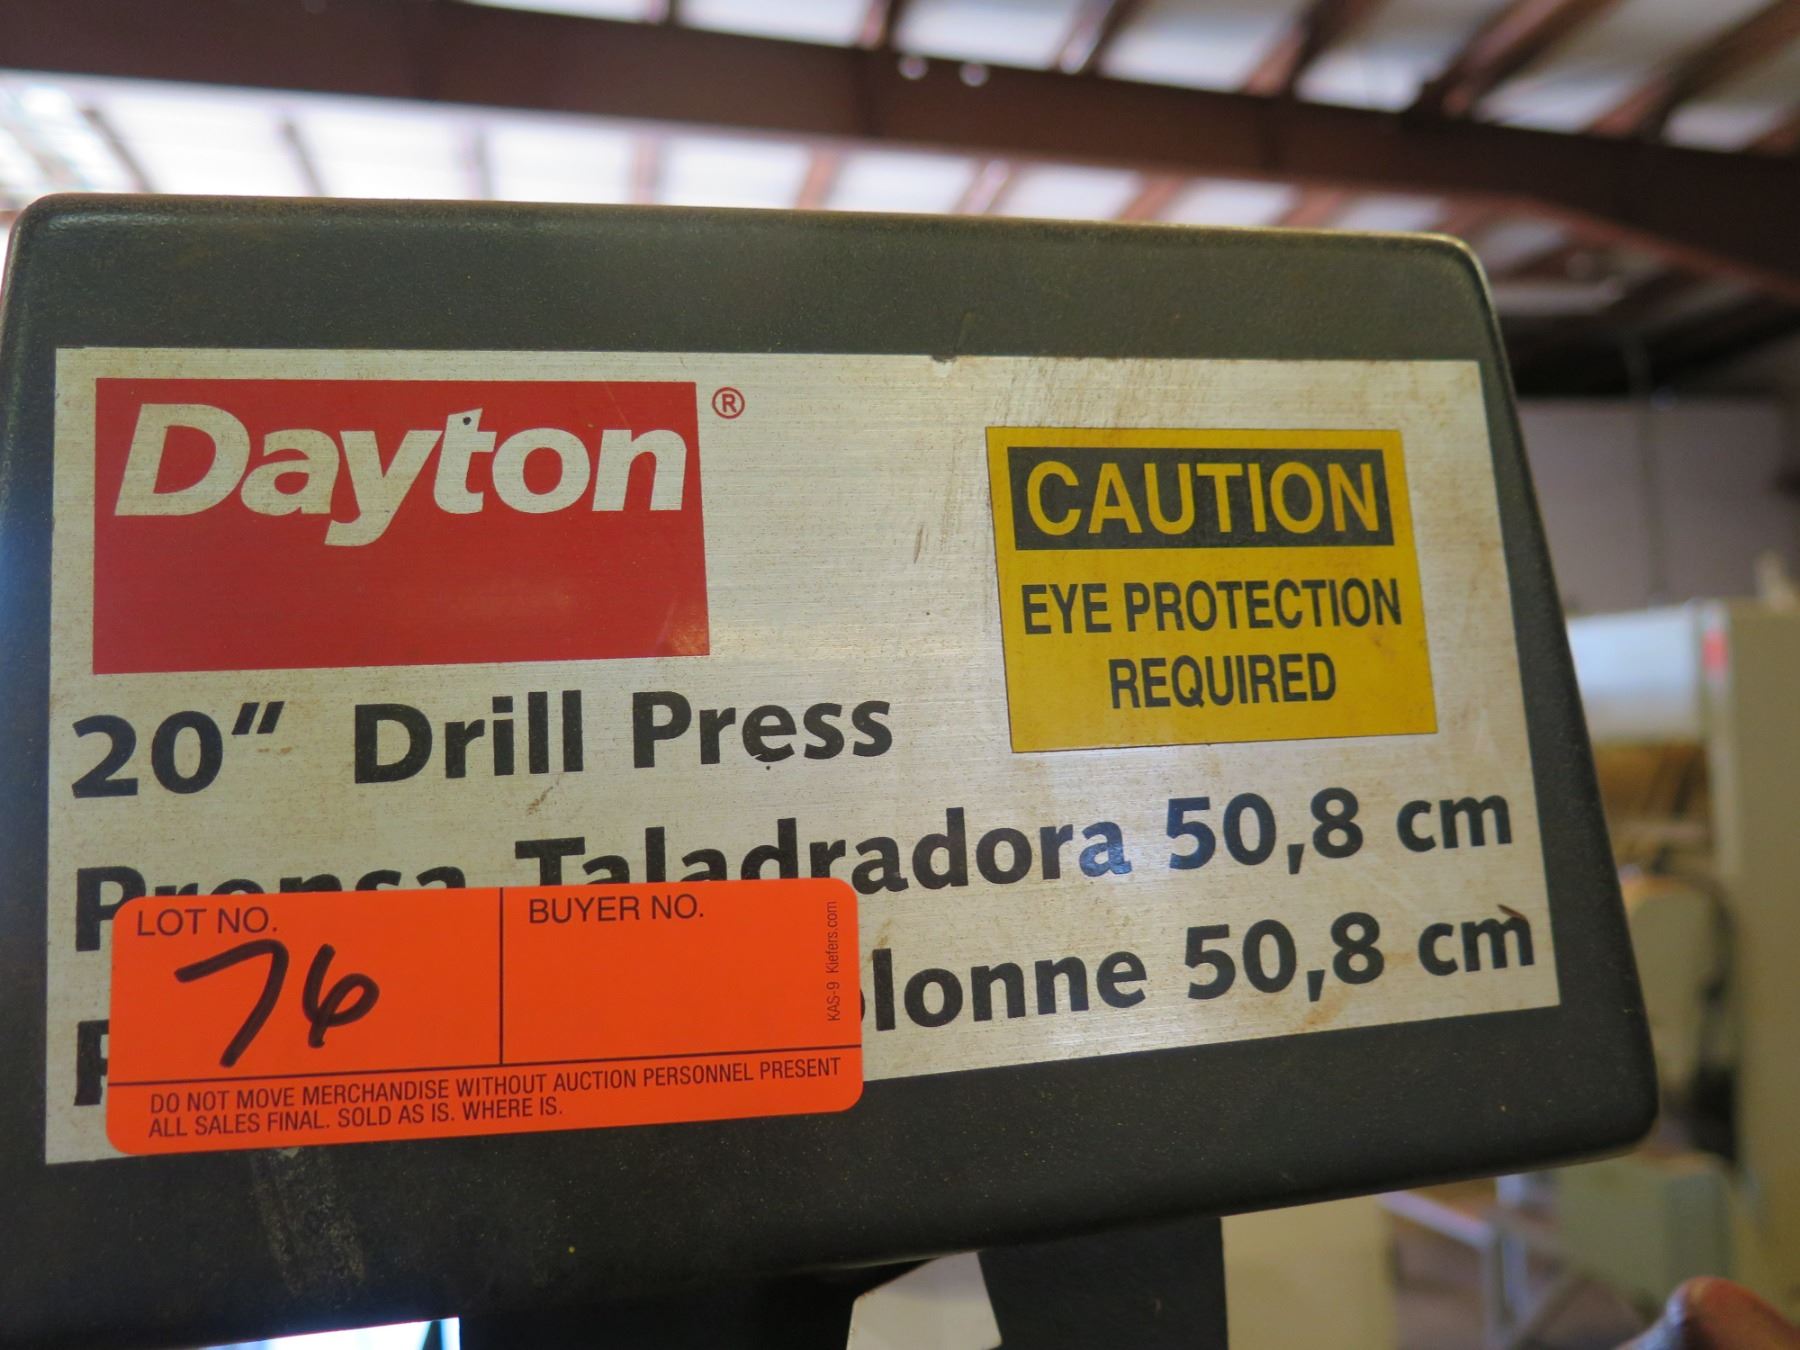 Dayton®
CAUTION
EYE PROTECTION
REQUIRED
20" Drill Press
Prensa Taladradora 50,8 cm
lonne 50,8 cm
LOT NO.
76
BUYER NO.
KAS-9 Kiefers.com
DO NOT MOVE MERCHANDISE WITHOUT AUCTION PERSONNEL PRESENT
ALL SALES FINAL. SOLD AS IS. WHERE IS.